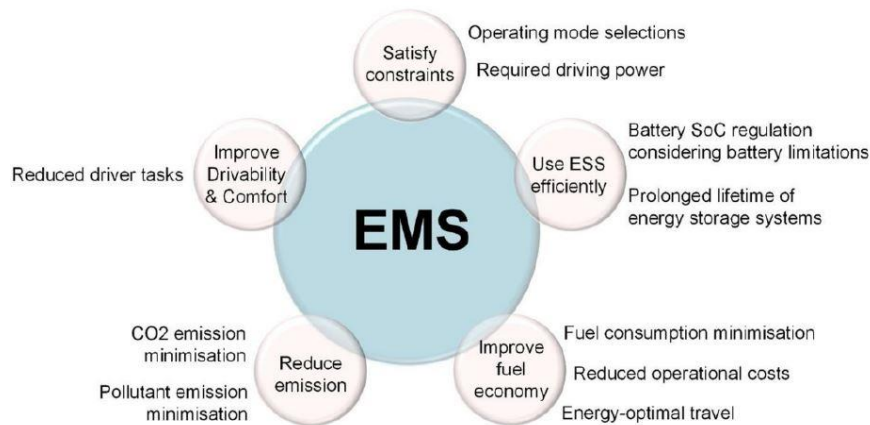 Satisfy
constraints
Operating mode selections
Required driving power
Use ESS
efficiently
Battery SoC regulation
considering battery limitations
Prolonged lifetime of
energy storage systems
Improve
Drivability
& Comfort
Reduced driver tasks
EMS
Reduce
emission
CO2 emission
minimisation
Pollutant emission
minimisation
Improve
fuel
economy
Fuel consumption minimisation
Reduced operational costs
Energy-optimal travel